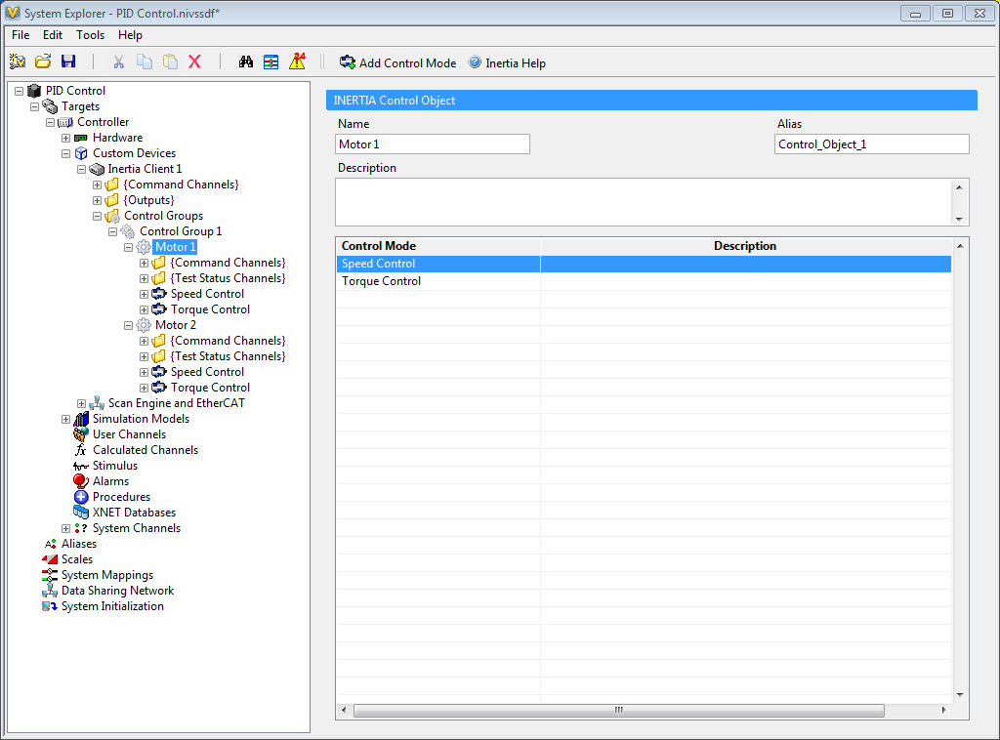 System Explorer - PID Control.nivssdf*
File Edit Tools Help
24
Add Control Mode Inertia Help
PID Control
Targets
Controller
Hardware
Custom Devices
Inertia Client 1
{Command Channels}
{Outputs}
Control Groups
Control Group 1
Motor 1
{Command Channels}
{Test Status Channels}
Speed Control
Torque Control
Motor 2
{Command Channels}
{Test Status Channels}
Speed Control
Torque Control
Scan Engine and EtherCAT
Simulation Models
User Channels
fx Calculated Channels
Stimulus
Alarms
Procedures
XNET Databases
System Channels
Aliases
Scales
System Mappings
Data Sharing Network
System Initialization
INERTIA Control Object
Name Alias
Motor 1 Control_Object_1
Description
Control Mode Description
Speed Control
Torque Control